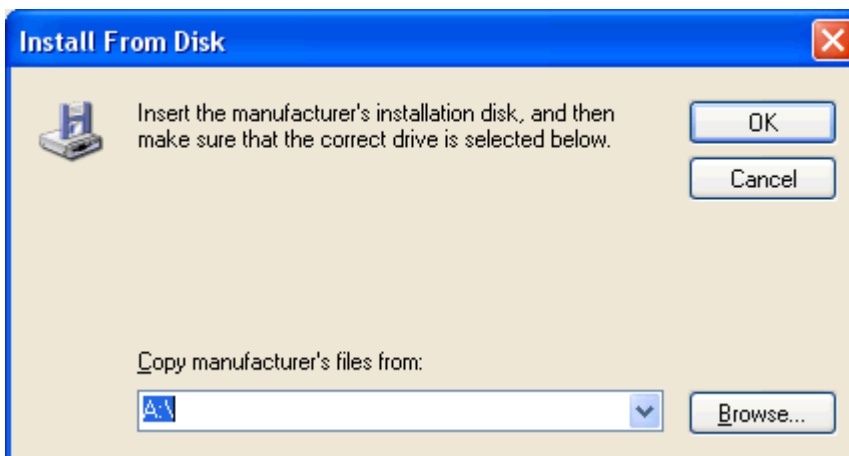 Install From Disk
Insert the manufacturer's installation disk, and then
make sure that the correct drive is selected below.
OK
Cancel
Copy manufacturer's files from:
A:\
Browse...